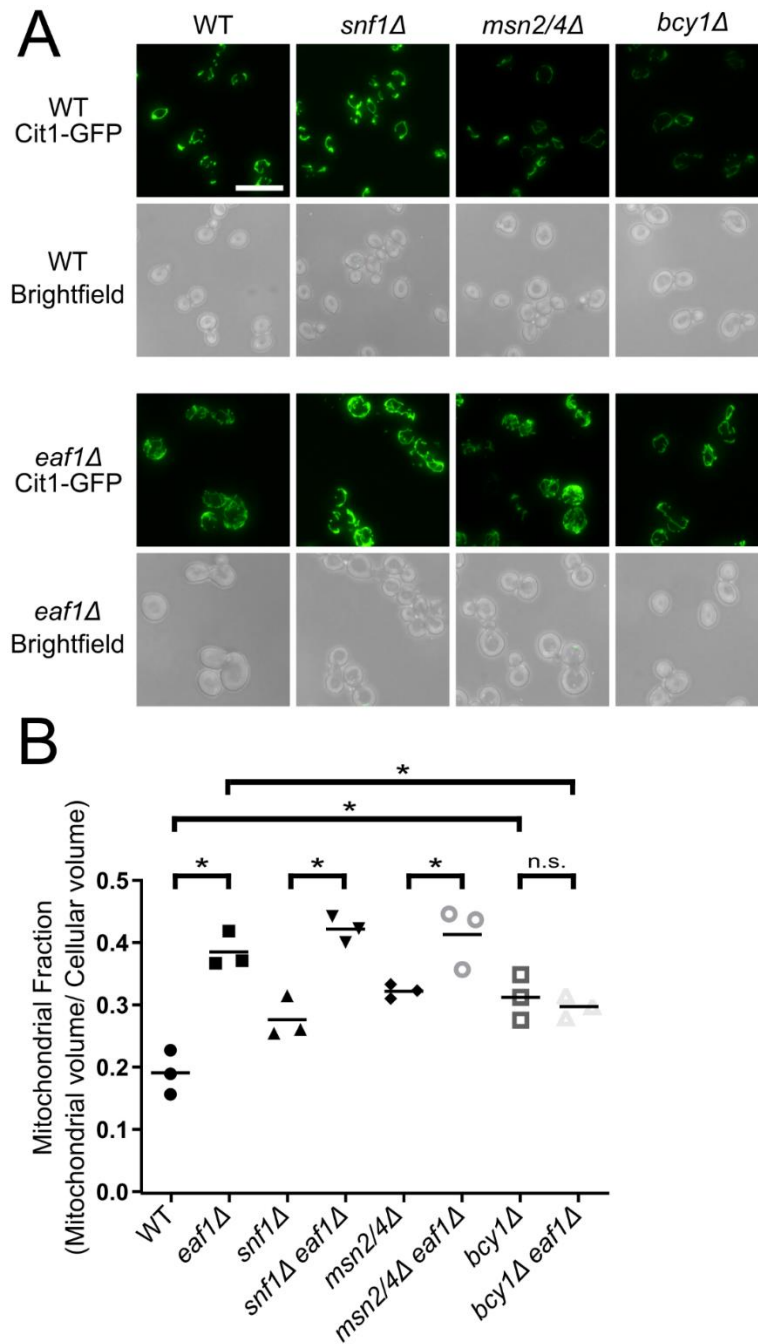 A
WT
snf1Δ
msn2/4Δ
bcy1Δ
WT
Cit1-GFP
WT
Brightfield
eaf1Δ
Cit1-GFP
eaf1Δ
Brightfield
B
*
*
*
*
*
n.s.
Mitochondrial Fraction
(Mitochondrial volume/ Cellular volume)
0.5
0.4
0.3
0.2
0.1
0.0
WT
eaf1Δ
snf1Δ
snf1Δ eaf1Δ
msn2/4Δ
msn2/4Δ eaf1Δ
bcy1Δ
bcy1Δ eaf1Δ